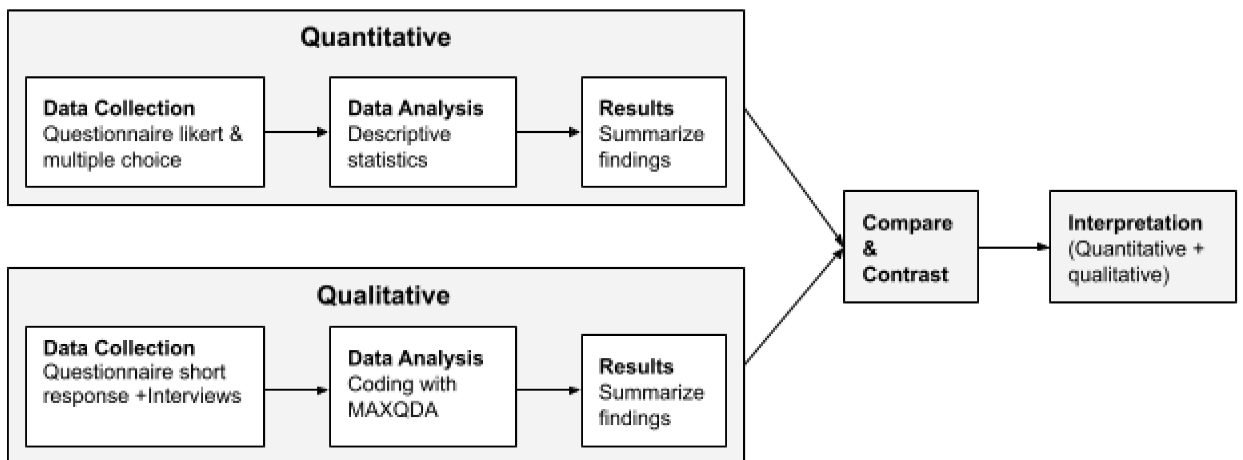 Quantitative
Data Collection
Questionnaire likert &
multiple choice
Data Analysis
Descriptive
statistics
Results
Summarize
findings
Qualitative
Data Collection
Questionnaire short
response +Interviews
Data Analysis
Coding with
MAXQDA
Results
Summarize
findings
Compare
&
Contrast
Interpretation
(Quantitative +
qualitative)